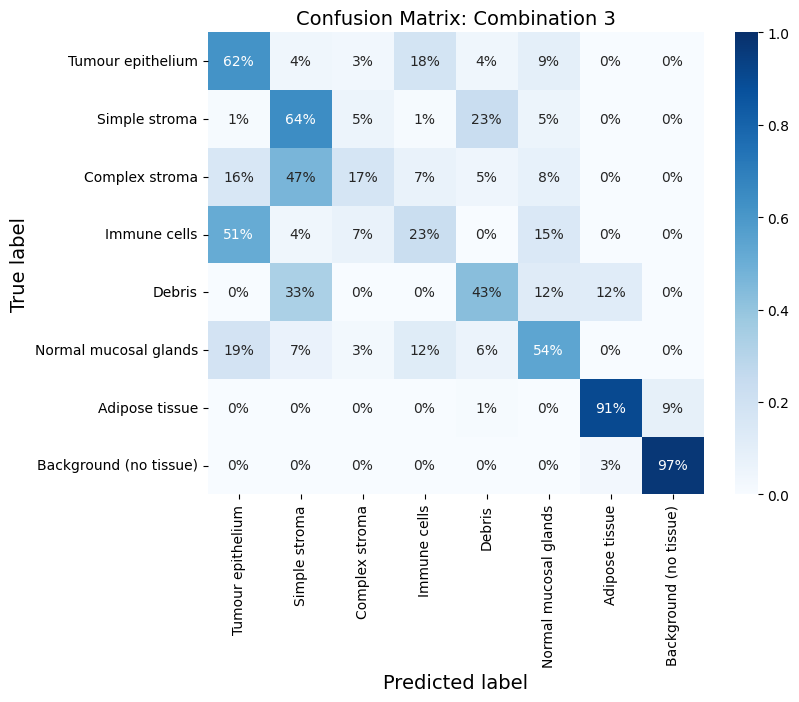 Confusion Matrix: Combination 3
True label
Tumour epithelium 62% 4% 3% 18% 4% 9% 0% 0%
Simple stroma 1% 64% 5% 1% 23% 5% 0% 0%
Complex stroma 16% 47% 17% 7% 5% 8% 0% 0%
Immune cells 51% 4% 7% 23% 0% 15% 0% 0%
Debris 0% 33% 0% 0% 43% 12% 12% 0%
Normal mucosal glands 19% 7% 3% 12% 6% 54% 0% 0%
Adipose tissue 0% 0% 0% 0% 1% 0% 91% 9%
Background (no tissue) 0% 0% 0% 0% 0% 0% 3% 97%
Tumour epithelium
Simple stroma
Complex stroma
Immune cells
Debris
Normal mucosal glands
Adipose tissue
Background (no tissue)
Predicted label
1.0
0.8
0.6
0.4
0.2
0.0